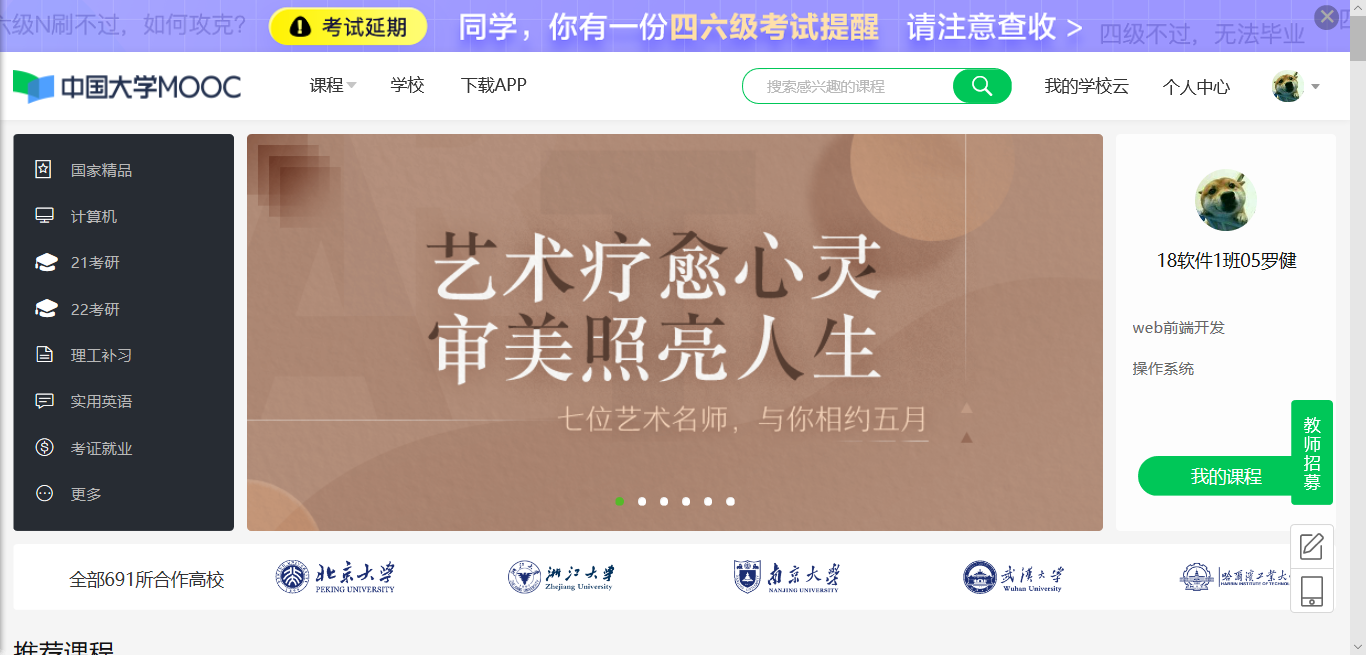 六级N刷不过，如何攻克？
考试延期
同学，你有一份四六级考试提醒 请注意查收 >
四级不过，无法毕业
四
中国大学MOOC
课程
学校
下载APP
搜索感兴趣的课程
我的学校云
个人中心
国家精品
计算机
21考研
22考研
理工补习
实用英语
考证就业
更多
艺术疗愈心灵
审美照亮人生
七位艺术名师，与你相约五月
18软件1班05罗健
web前端开发
操作系统
我的课程
教师招募
全部691所合作高校
北京大学
PEKING UNIVERSITY
浙江大学
Zhejiang University
南京大学
NANJING UNIVERSITY
武汉大学
Wuhan University
哈尔滨工业大
HARBIN INSTITUTE OF TECHNOL
推荐课程